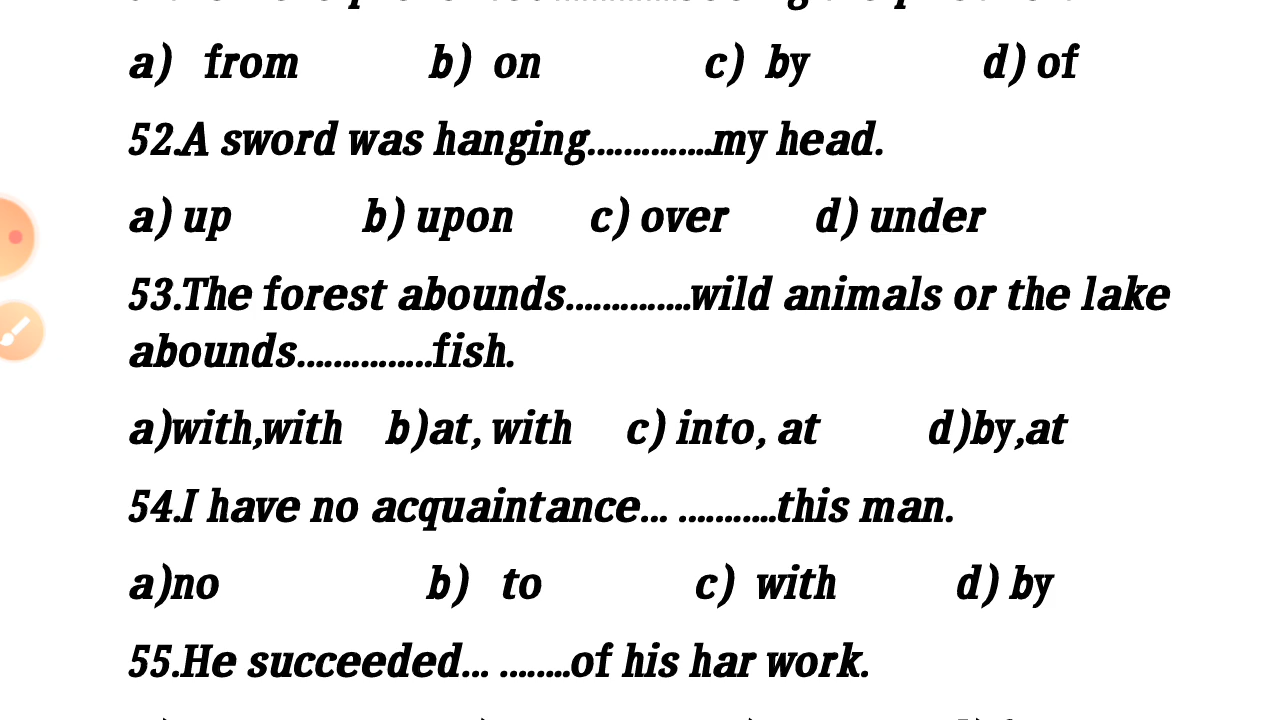 a) from b) on c) by d) of
52.A sword was hanging..............my head.
a) up b) upon c) over d) under
53.The forest abounds..............wild animals or the lake
abounds...............fish.
a)with,with b)at, with c) into, at d)by,at
54.I have no acquaintance... ...........this man.
a)no b) to c) with d) by
55.He succeeded... ........of his har work.